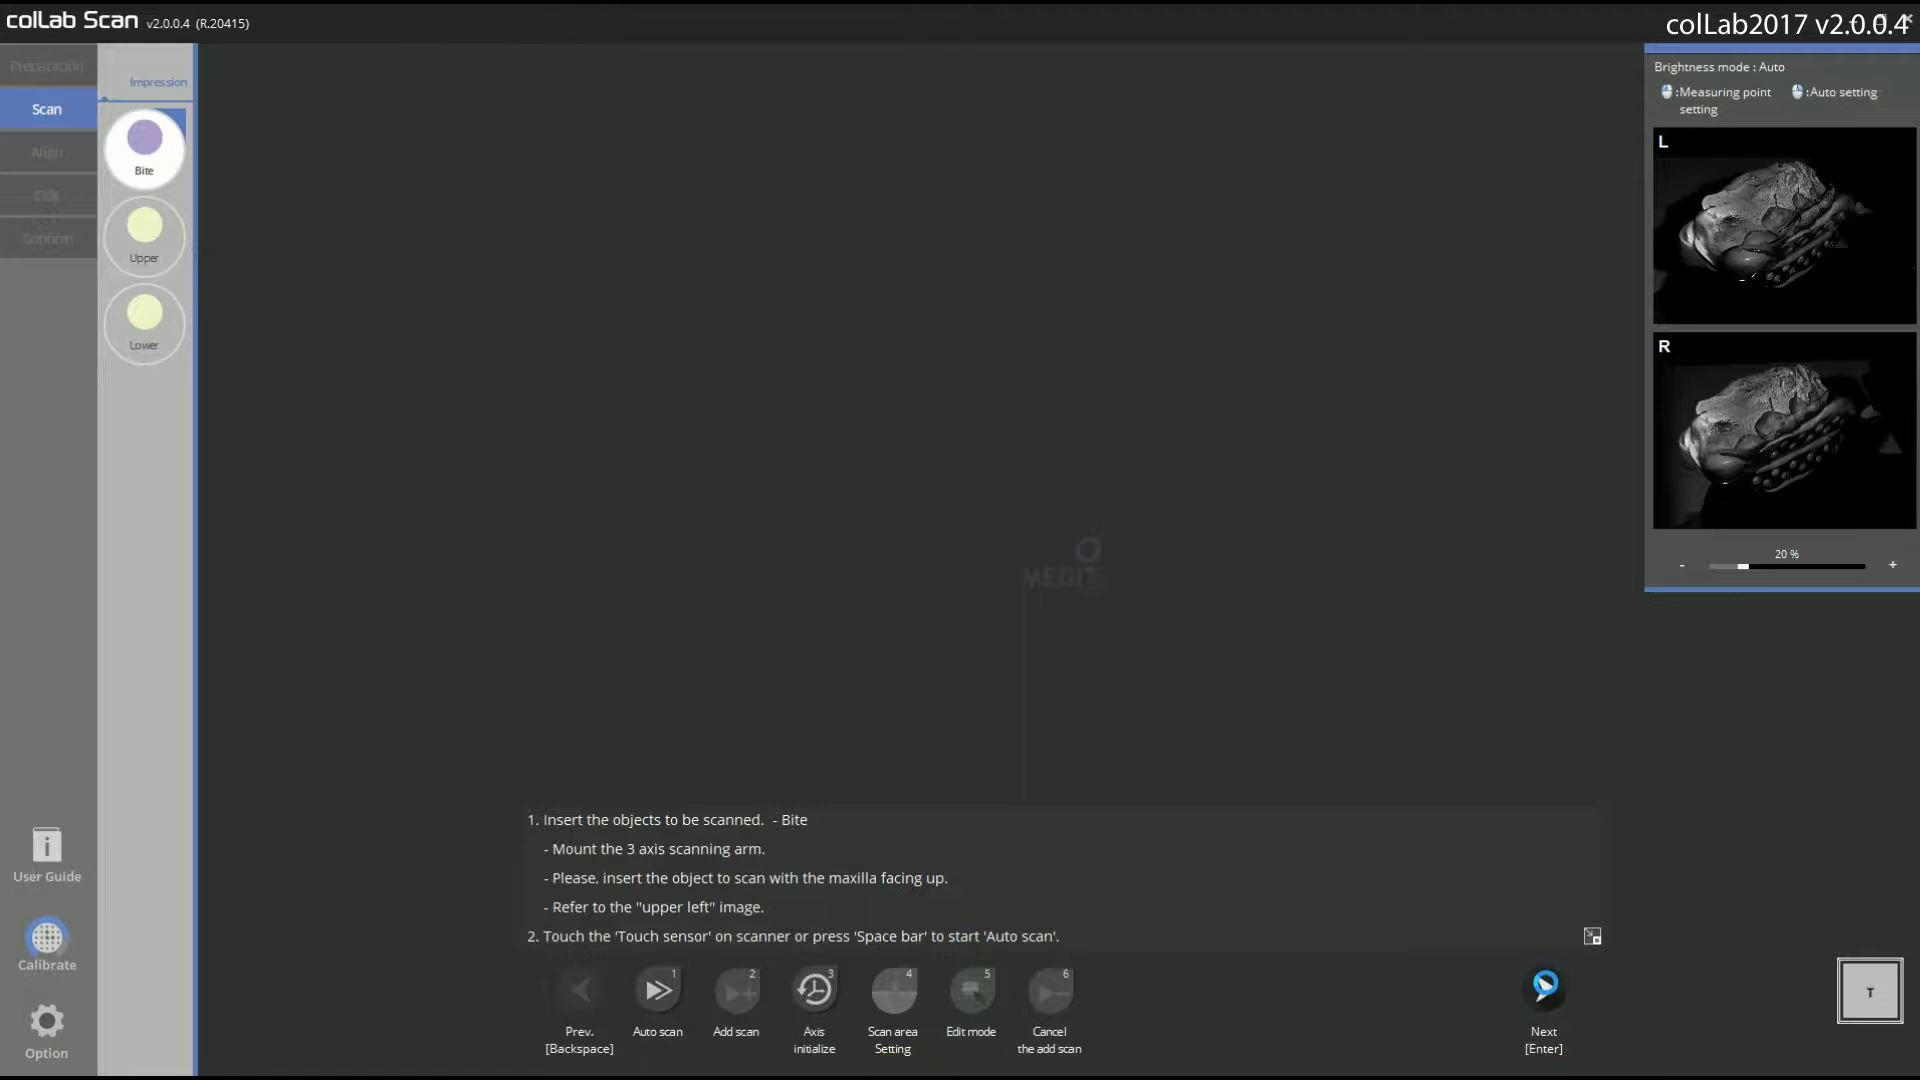 colLab Scan v2.0.0.4 (R.20415)
colLab2017 v2.0.0.4
Preparation
Scan
Align
Edit
Confirm
Impression
Bite
Upper
Lower
User Guide
Calibrate
Option
Brightness mode : Auto
:Measuring point setting
:Auto setting
L
R
20 %
- +
MEDIT
1. Insert the objects to be scanned. - Bite
- Mount the 3 axis scanning arm.
- Please, insert the object to scan with the maxilla facing up.
- Refer to the "upper left" image.
2. Touch the 'Touch sensor' on scanner or press 'Space bar' to start 'Auto scan'.
1 2 3 4 5 6
Prev. [Backspace]
Auto scan
Add scan
Axis initialize
Scan area Setting
Edit mode
Cancel the add scan
Next [Enter]
T